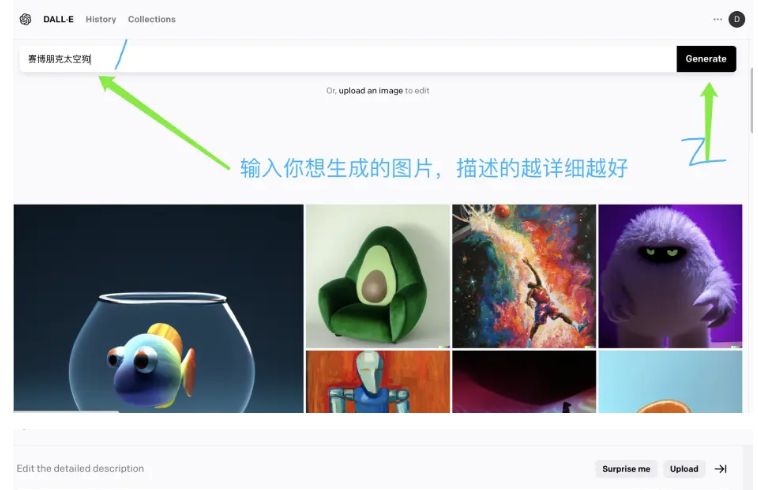 DALL·E History Collections
赛博朋克太空狗
Generate
Or, upload an image to edit
1
2
输入你想生成的图片，描述的越详细越好
D
Edit the detailed description
Surprise me Upload